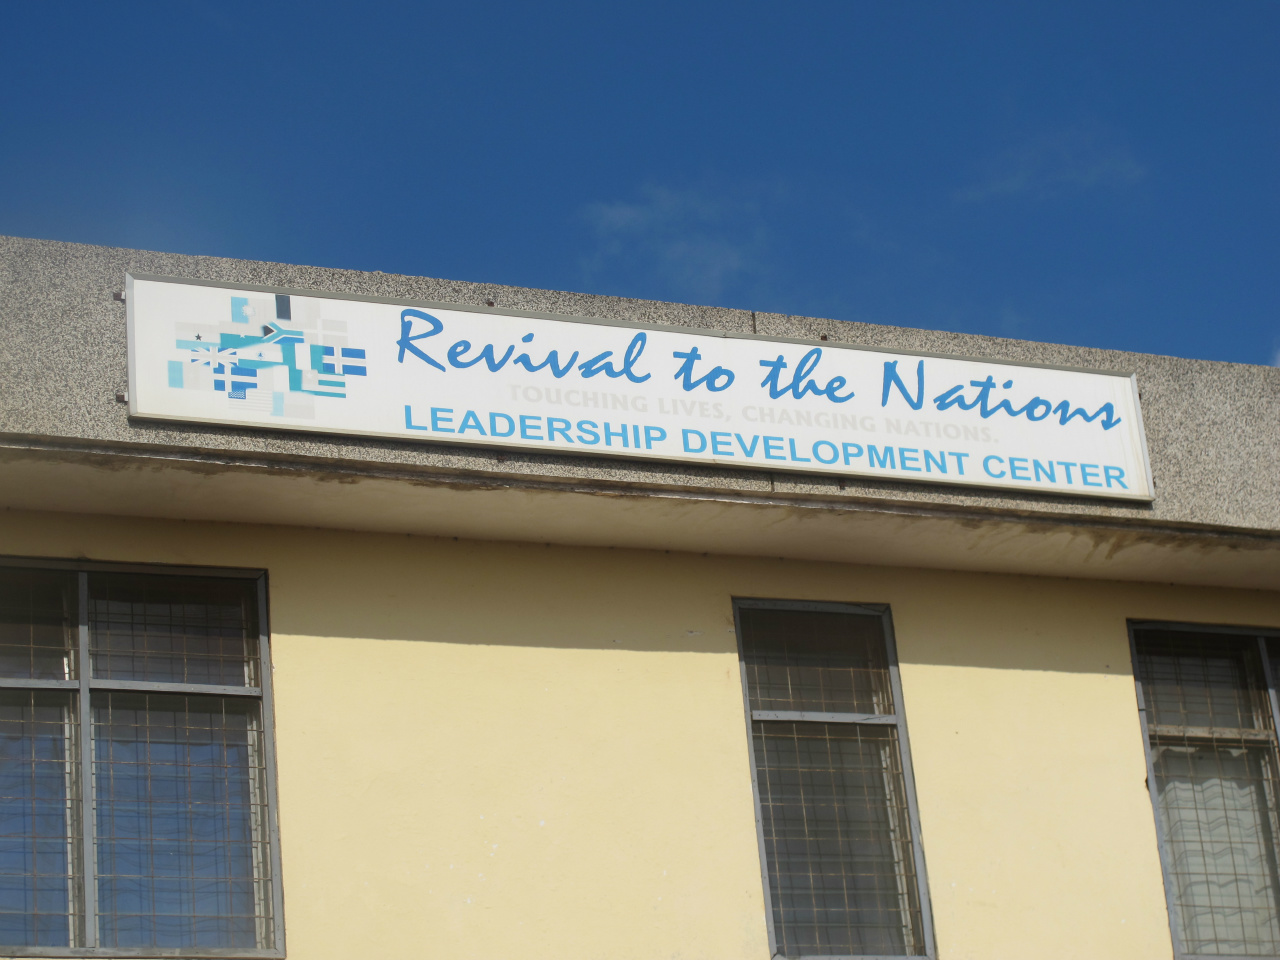 Revival to the Nations
TOUCHING LIVES, CHANGING NATIONS.
LEADERSHIP DEVELOPMENT CENTER